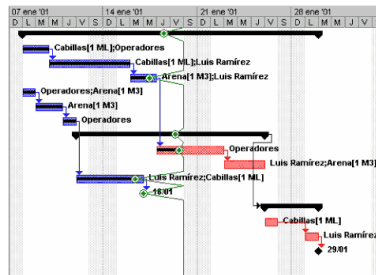 07 ene '01 14 ene '01 21 ene '01 28 ene '01
D L M M J V S D L M M J V S D L M M J V S D L M M J V
Cabillas[1 ML];Operadores
Cabillas[1 ML];Luis Ramírez
Arena[1 M3];Luis Ramírez
Operadores;Arena[1 M3]
Arena[1 M3]
Operadores
Operadores
Luis Ramírez;Arena[1 M3]
Luis Ramírez;Cabillas[1 ML]
16/01
Cabillas[1 ML]
Luis Ramírez
29/01